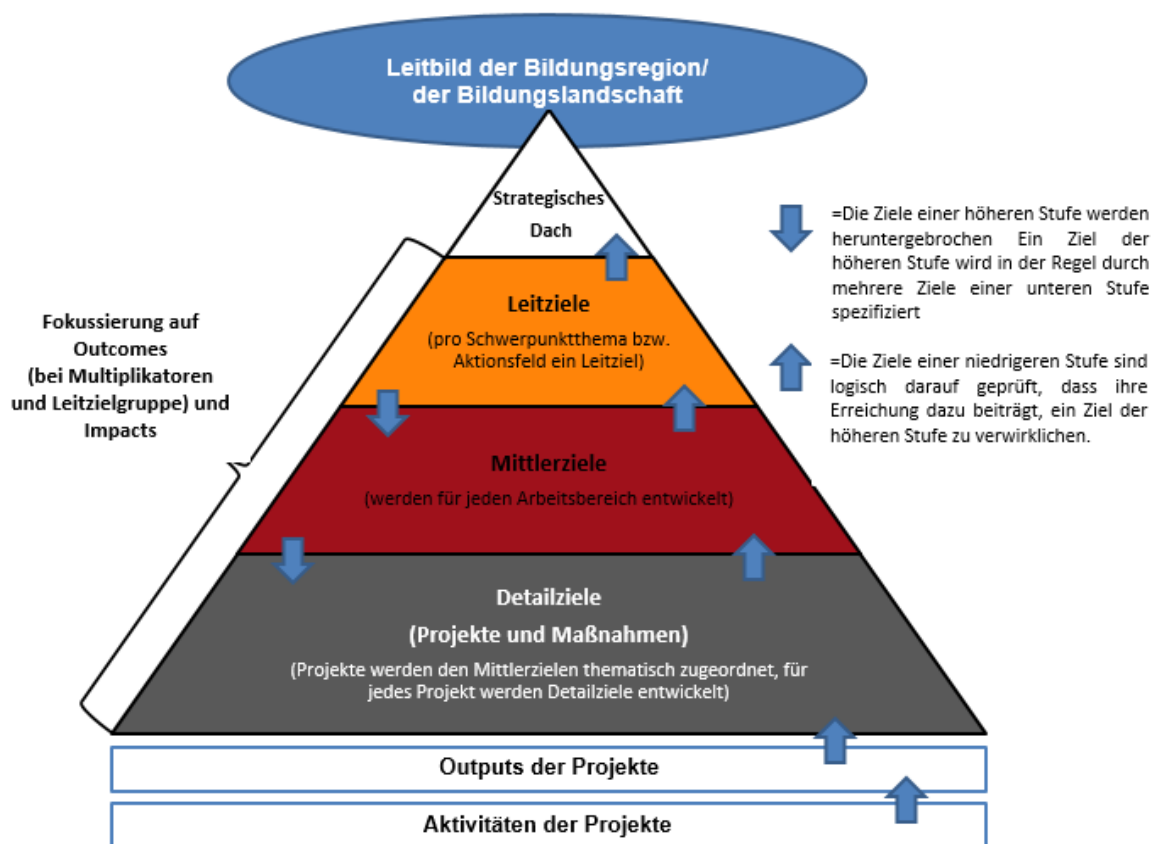 Leitbild der Bildungsregion/
der Bildungslandschaft
Strategisches
Dach
Leitziele
(pro Schwerpunktthema bzw.
Aktionsfeld ein Leitziel)
Mittlerziele
(werden für jeden Arbeitsbereich entwickelt)
Detailziele
(Projekte und Maßnahmen)
(Projekte werden den Mittlerzielen thematisch zugeordnet, für
jedes Projekt werden Detailziele entwickelt)
Outputs der Projekte
Aktivitäten der Projekte
Fokussierung auf
Outcomes
(bei Multiplikatoren
und Leitzielgruppe) und
Impacts
=Die Ziele einer höheren Stufe werden
heruntergebrochen Ein Ziel der
höheren Stufe wird in der Regel durch
mehrere Ziele einer unteren Stufe
spezifiziert
=Die Ziele einer niedrigeren Stufe sind
logisch darauf geprüft, dass ihre
Erreichung dazu beiträgt, ein Ziel der
höheren Stufe zu verwirklichen.